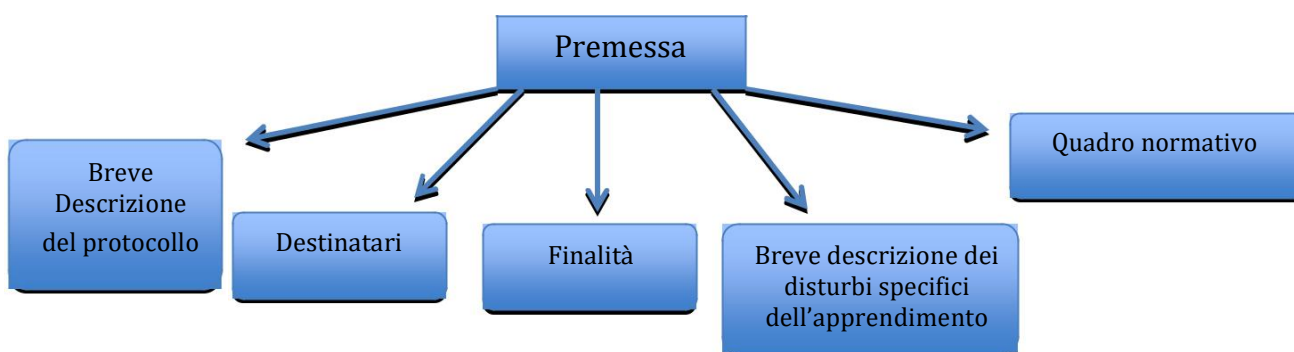 Premessa
Breve
Descrizione
del protocollo
Destinatari
Finalità
Breve descrizione dei
disturbi specifici
dell’apprendimento
Quadro normativo